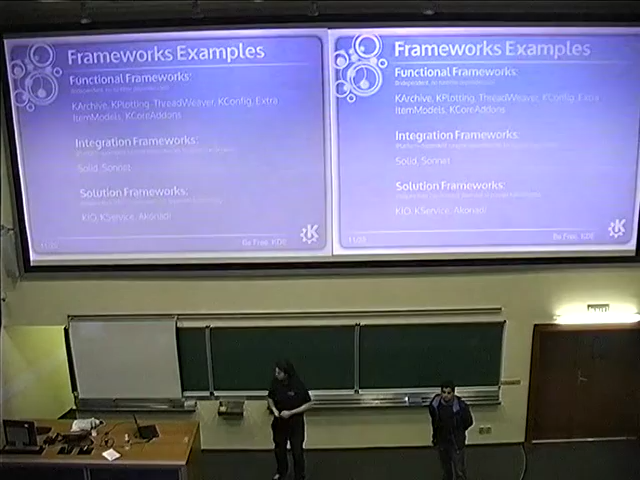 Frameworks Examples
Functional Frameworks:
KArchive, KPlotting, ThreadWeaver, KConfig, Extra
ItemModels, KCoreAddons
Integration Frameworks:
Solid, Sonnet
Solution Frameworks:
KIO, KService, Akonadi
Be Free, KDE
Frameworks Examples
Functional Frameworks:
KArchive, KPlotting, ThreadWeaver, KConfig, Extra
ItemModels, KCoreAddons
Integration Frameworks:
Solid, Sonnet
Solution Frameworks:
KIO, KService, Akonadi
Be Free, KDE